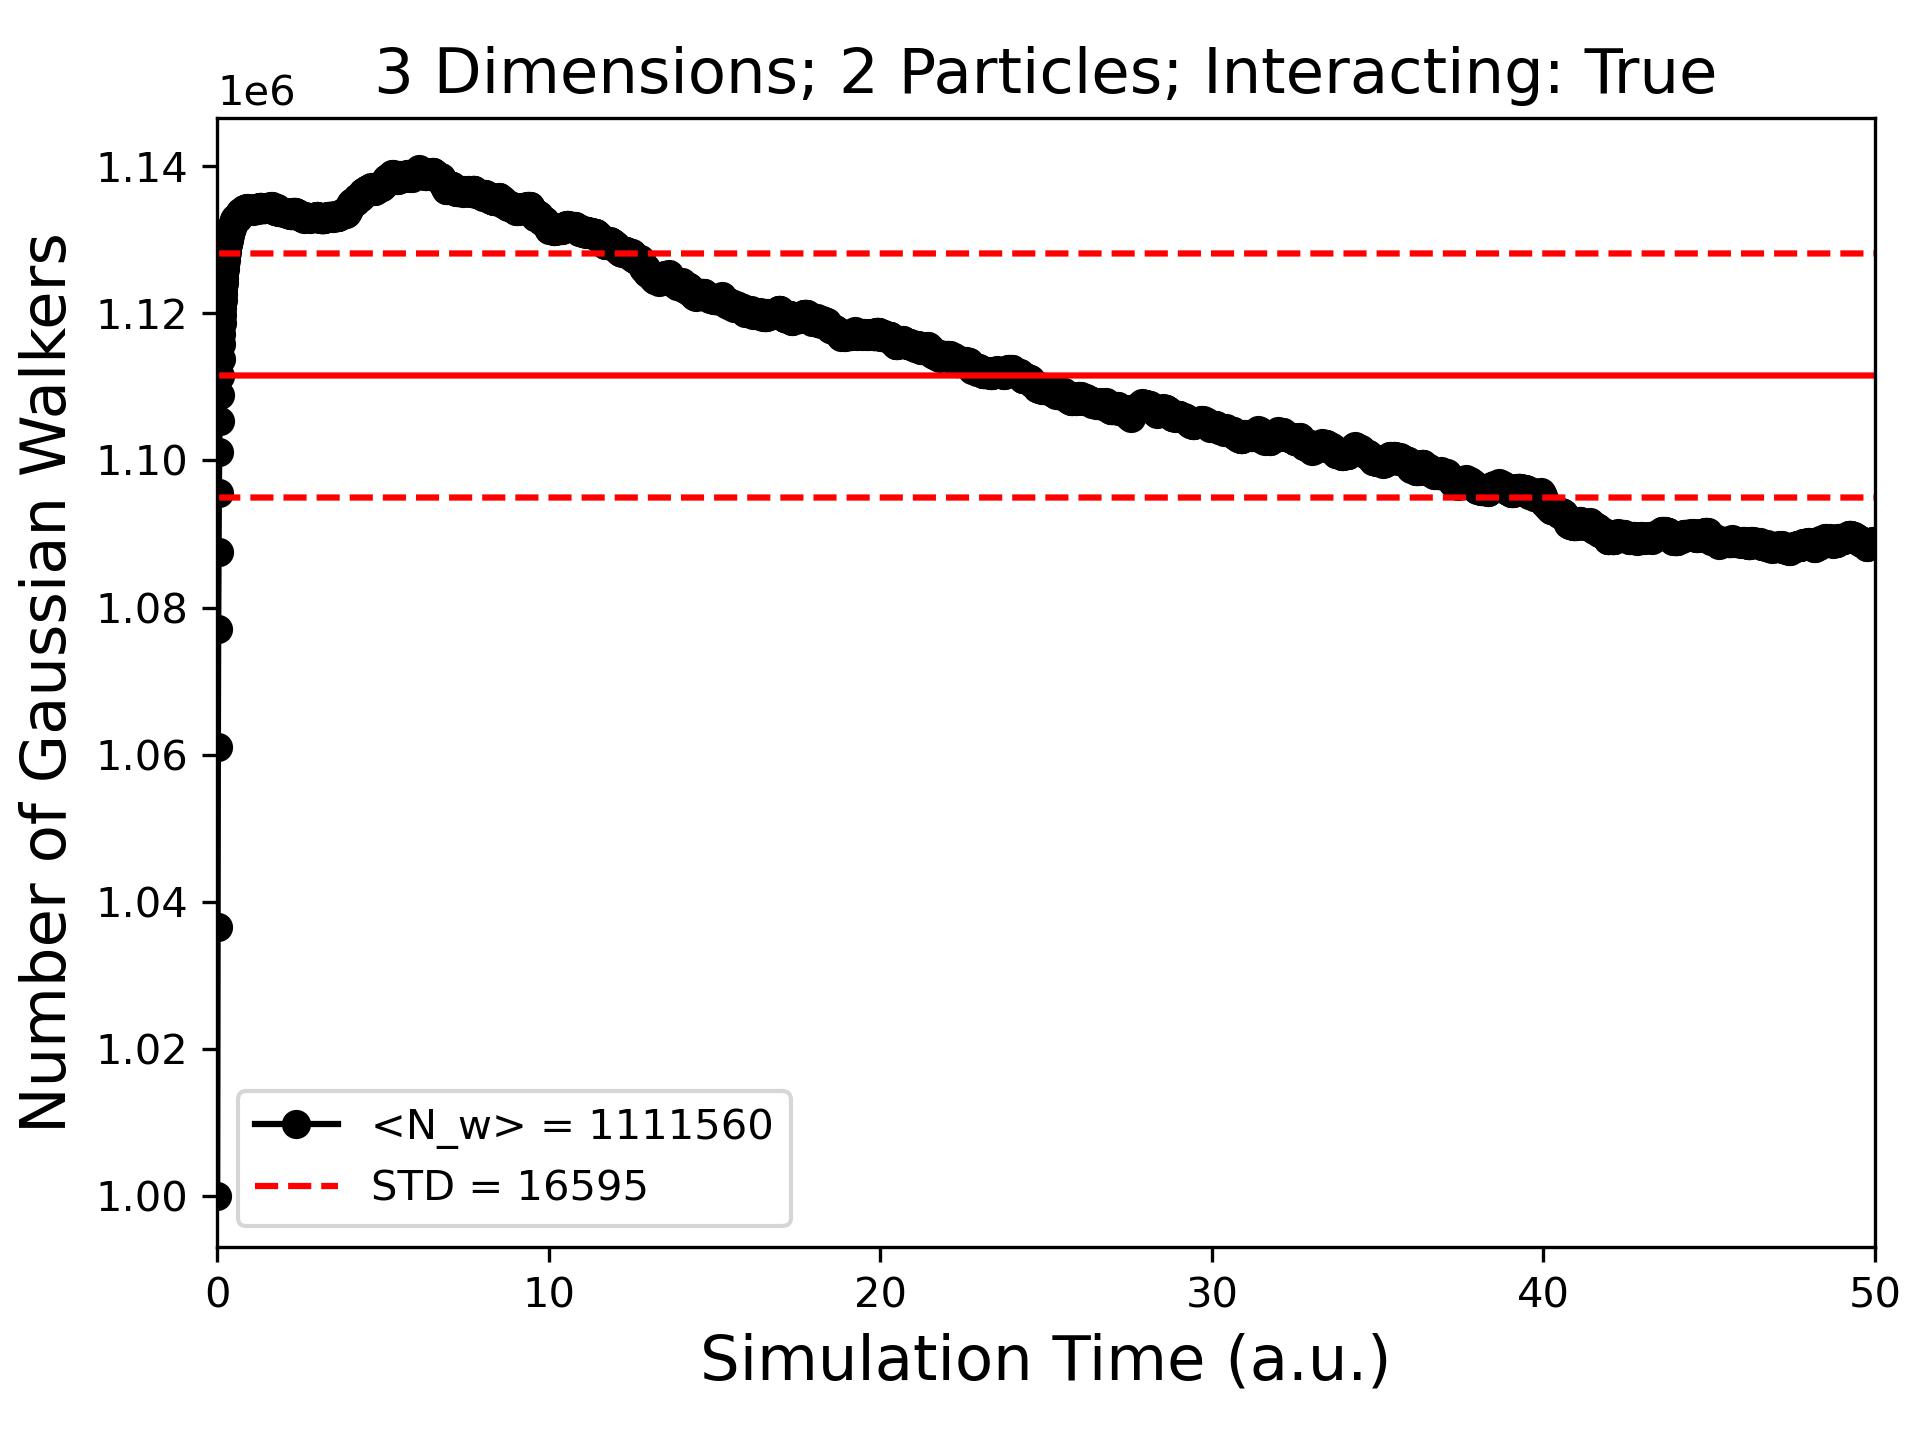 3 Dimensions; 2 Particles; Interacting: True
1e6
1.14
1.12
1.10
1.08
1.06
1.04
1.02
1.00
Number of Gaussian Walkers
<N_w> = 1111560
STD = 16595
0 10 20 30 40 50
Simulation Time (a.u.)